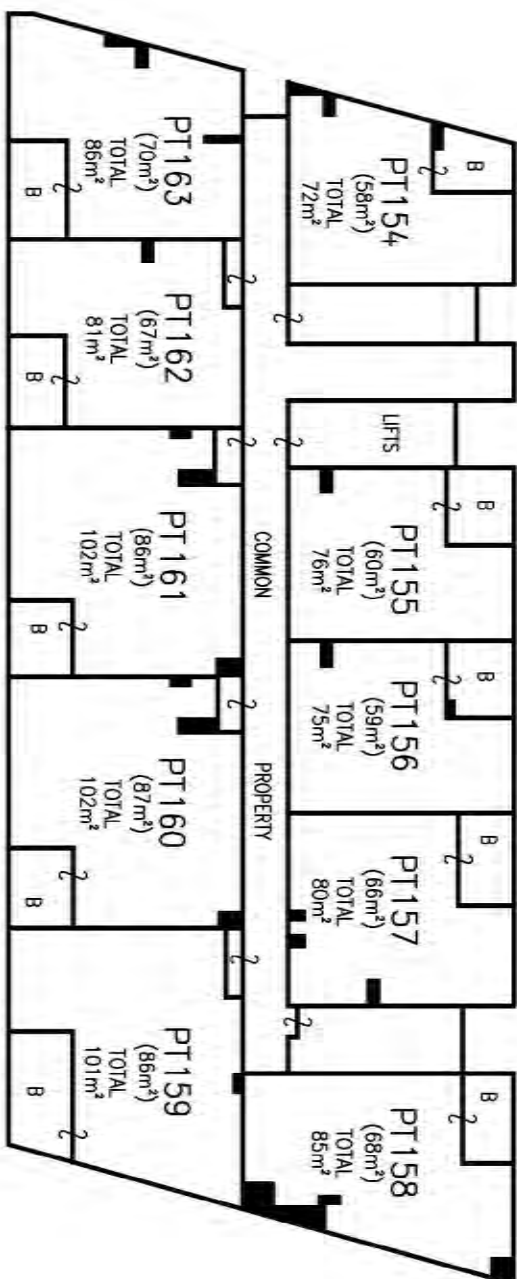 B
PT154
(58m²)
TOTAL
72m²
LIFTS
B
PT155
(60m²)
TOTAL
76m²
B
PT156
(59m²)
TOTAL
75m²
B
PT157
(66m²)
TOTAL
80m²
B
PT158
(68m²)
TOTAL
85m²
COMMON PROPERTY
PT163
(70m²)
TOTAL
86m²
B
PT162
(67m²)
TOTAL
81m²
B
PT161
(86m²)
TOTAL
102m²
B
PT160
(87m²)
TOTAL
102m²
B
PT159
(86m²)
TOTAL
101m²
B